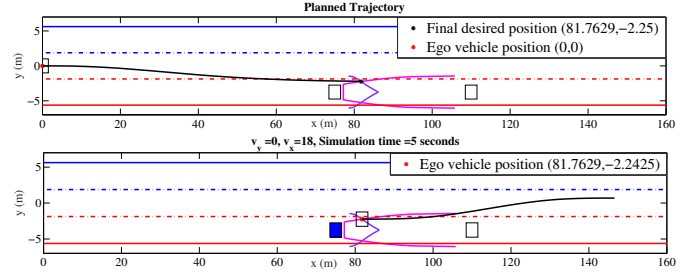 Planned Trajectory
Final desired position (81.7629,−2.25)
Ego vehicle position (0,0)
y (m)
5
0
−5
0
20
40
60
80
100
120
140
160
x (m)
v_y =0, v_x=18, Simulation time =5 seconds
Ego vehicle position (81.7629,−2.2425)
y (m)
5
0
−5
0
20
40
60
80
100
120
140
160
x (m)